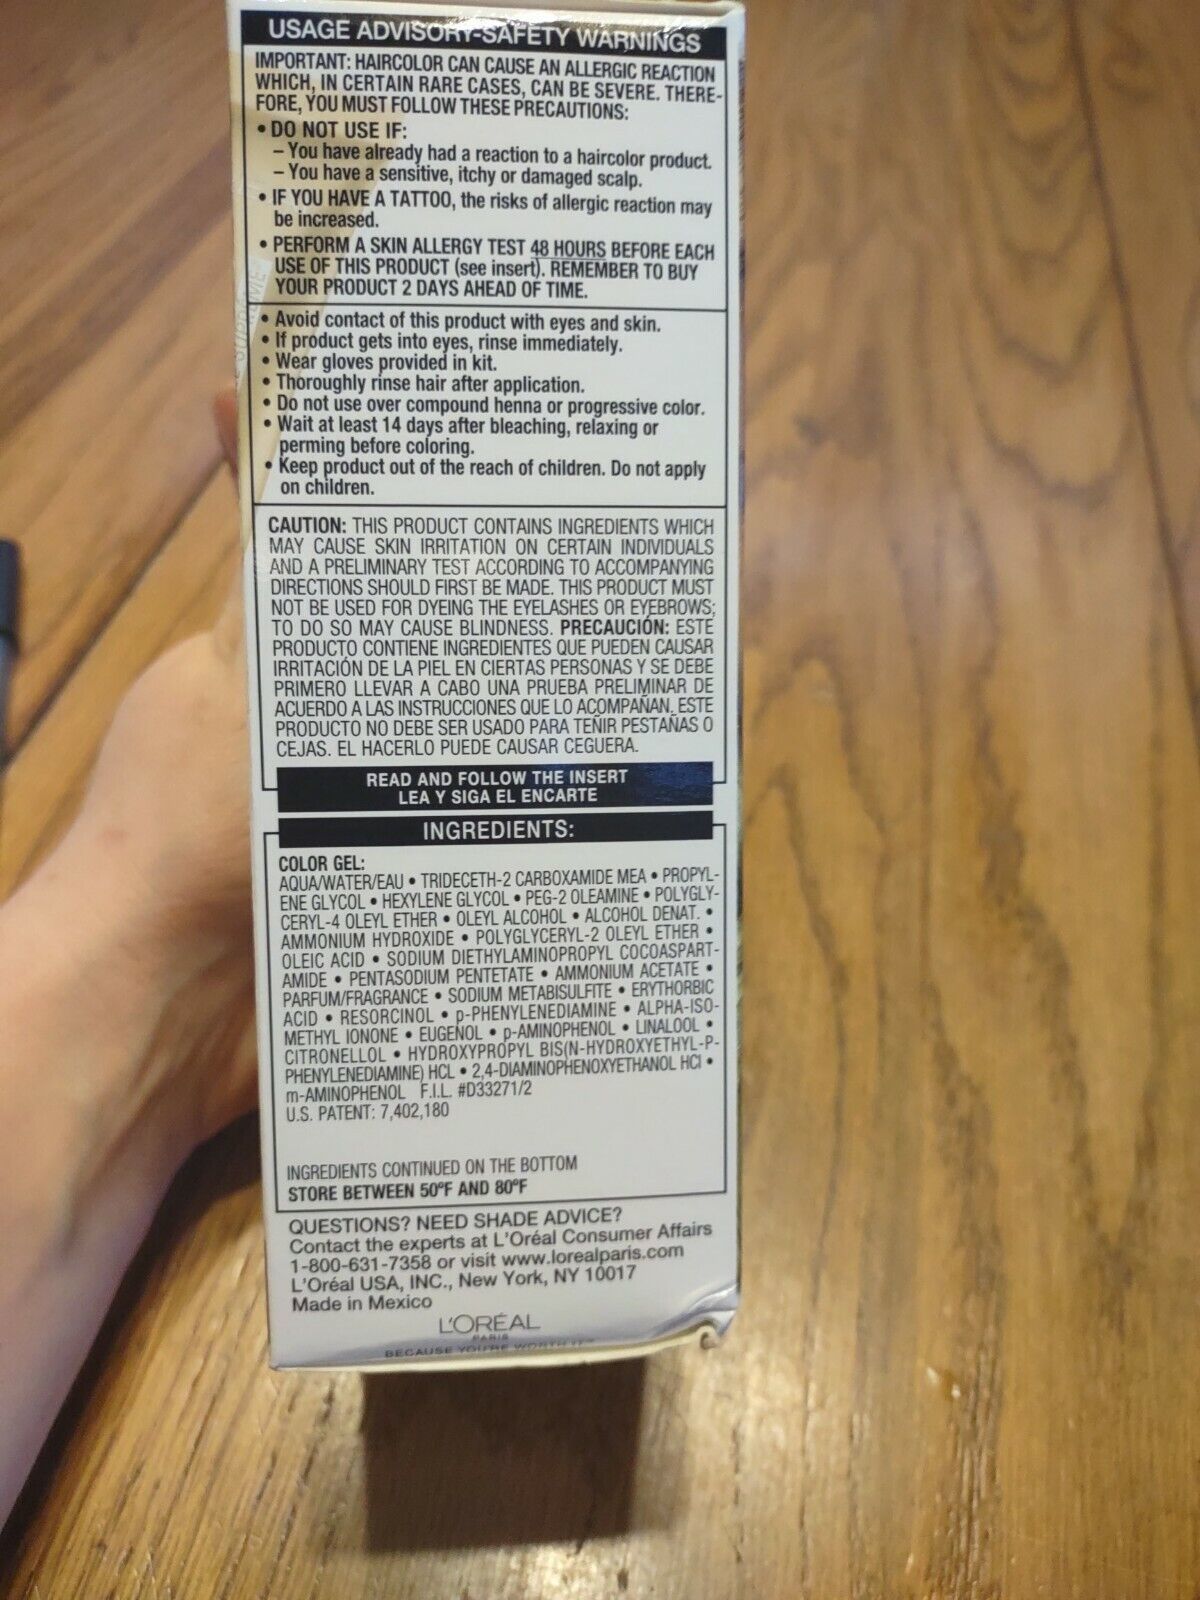 USAGE ADVISORY-SAFETY WARNINGS
IMPORTANT: HAIRCOLOR CAN CAUSE AN ALLERGIC REACTION
WHICH, IN CERTAIN RARE CASES, CAN BE SEVERE. THERE-
FORE, YOU MUST FOLLOW THESE PRECAUTIONS:
• DO NOT USE IF:
– You have already had a reaction to a haircolor product.
– You have a sensitive, itchy or damaged scalp.
• IF YOU HAVE A TATTOO, the risks of allergic reaction may
be increased.
• PERFORM A SKIN ALLERGY TEST 48 HOURS BEFORE EACH
USE OF THIS PRODUCT (see insert). REMEMBER TO BUY
YOUR PRODUCT 2 DAYS AHEAD OF TIME.
• Avoid contact of this product with eyes and skin.
• If product gets into eyes, rinse immediately.
• Wear gloves provided in kit.
• Thoroughly rinse hair after application.
• Do not use over compound henna or progressive color.
• Wait at least 14 days after bleaching, relaxing or
perming before coloring.
• Keep product out of the reach of children. Do not apply
on children.
CAUTION: THIS PRODUCT CONTAINS INGREDIENTS WHICH
MAY CAUSE SKIN IRRITATION ON CERTAIN INDIVIDUALS
AND A PRELIMINARY TEST ACCORDING TO ACCOMPANYING
DIRECTIONS SHOULD FIRST BE MADE. THIS PRODUCT MUST
NOT BE USED FOR DYEING THE EYELASHES OR EYEBROWS;
TO DO SO MAY CAUSE BLINDNESS. PRECAUCIÓN: ESTE
PRODUCTO CONTIENE INGREDIENTES QUE PUEDEN CAUSAR
IRRITACIÓN DE LA PIEL EN CIERTAS PERSONAS Y SE DEBE
PRIMERO LLEVAR A CABO UNA PRUEBA PRELIMINAR DE
ACUERDO A LAS INSTRUCCIONES QUE LO ACOMPAÑAN. ESTE
PRODUCTO NO DEBE SER USADO PARA TEÑIR PESTAÑAS O
CEJAS. EL HACERLO PUEDE CAUSAR CEGUERA.
READ AND FOLLOW THE INSERT
LEA Y SIGA EL ENCARTE
INGREDIENTS:
COLOR GEL:
AQUA/WATER/EAU • TRIDECETH-2 CARBOXAMIDE MEA • PROPYL-
ENE GLYCOL • HEXYLENE GLYCOL • PEG-2 OLEAMINE • POLYGLY-
CERYL-4 OLEYL ETHER • OLEYL ALCOHOL • ALCOHOL DENAT. •
AMMONIUM HYDROXIDE • POLYGLYCERYL-2 OLEYL ETHER •
OLEIC ACID • SODIUM DIETHYLAMINOPROPYL COCOASPART-
AMIDE • PENTASODIUM PENTETATE • AMMONIUM ACETATE •
PARFUM/FRAGRANCE • SODIUM METABISULFITE • ERYTHORBIC
ACID • RESORCINOL • p-PHENYLENEDIAMINE • ALPHA-ISO-
METHYL IONONE • EUGENOL • p-AMINOPHENOL • LINALOOL •
CITRONELLOL • HYDROXYPROPYL BIS(N-HYDROXYETHYL-P-
PHENYLENEDIAMINE) HCL • 2,4-DIAMINOPHENOXYETHANOL HCl •
m-AMINOPHENOL F.I.L. #D33271/2
U.S. PATENT: 7,402,180
INGREDIENTS CONTINUED ON THE BOTTOM
STORE BETWEEN 50ºF AND 80ºF
QUESTIONS? NEED SHADE ADVICE?
Contact the experts at L'Oréal Consumer Affairs
1-800-631-7358 or visit www.lorealparis.com
L'Oréal USA, INC., New York, NY 10017
Made in Mexico
L'ORÉAL
PARIS
BECAUSE YOU'RE WORTH IT™